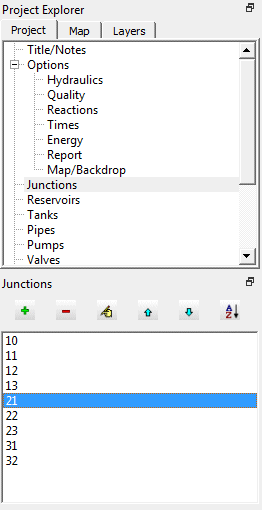 Project Explorer
Project Map Layers
Title/Notes
Options
Hydraulics
Quality
Reactions
Times
Energy
Report
Map/Backdrop
Junctions
Reservoirs
Tanks
Pipes
Pumps
Valves
Junctions
A
Z
10
11
12
13
21
22
23
31
32